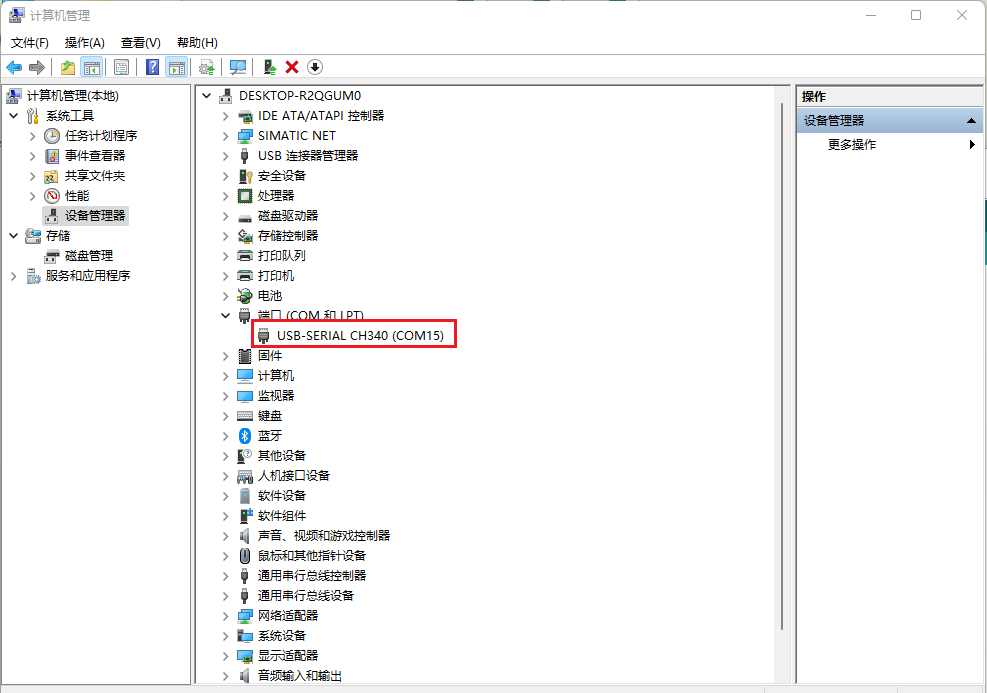 计算机管理
文件(F) 操作(A) 查看(V) 帮助(H)
计算机管理(本地)
系统工具
任务计划程序
事件查看器
共享文件夹
性能
设备管理器
存储
磁盘管理
服务和应用程序
DESKTOP-R2QGUM0
IDE ATA/ATAPI 控制器
SIMATIC NET
USB 连接器管理器
安全设备
处理器
磁盘驱动器
存储控制器
打印队列
打印机
电池
端口 (COM 和 LPT)
USB-SERIAL CH340 (COM15)
固件
计算机
监视器
键盘
蓝牙
其他设备
人机接口设备
软件设备
软件组件
声音、视频和游戏控制器
鼠标和其他指针设备
通用串行总线控制器
通用串行总线设备
网络适配器
系统设备
显示适配器
音频输入和输出
操作
设备管理器
更多操作